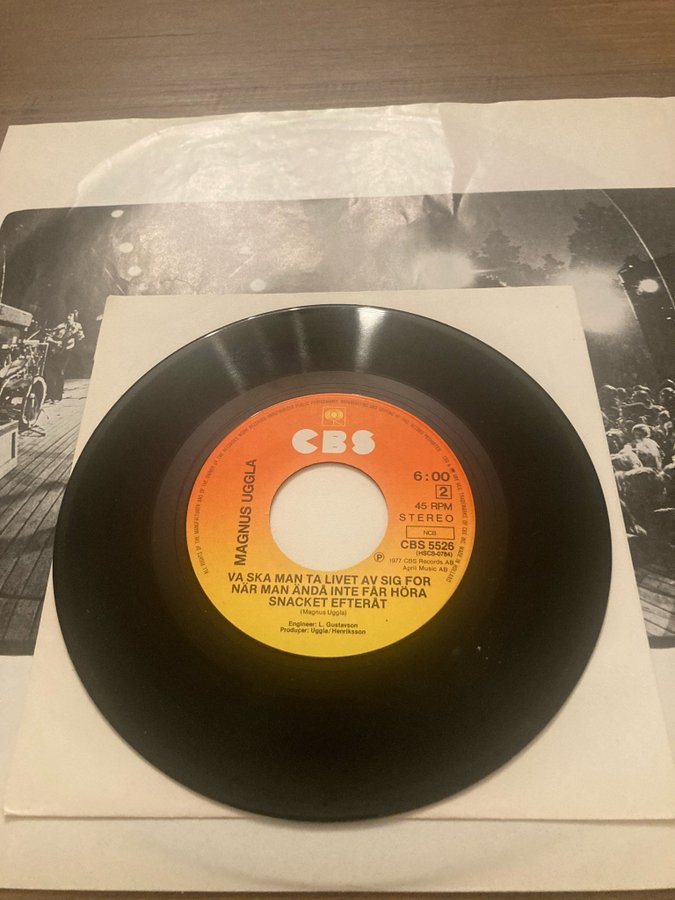 CBS
MAGNUS UGGLA
6:00
2
45 RPM
STEREO
NCB
CBS 5526
(HSCS-0784)
P 1977 CBS Records AB
April Music AB
VA SKA MAN TA LIVET AV SIG FOR
NÄR MAN ÄNDÅ INTE FÅR HÖRA
SNACKET EFTERÅT
(Magnus Uggla)
Engineer: L. Gustavson
Producer: Uggla/Henriksson